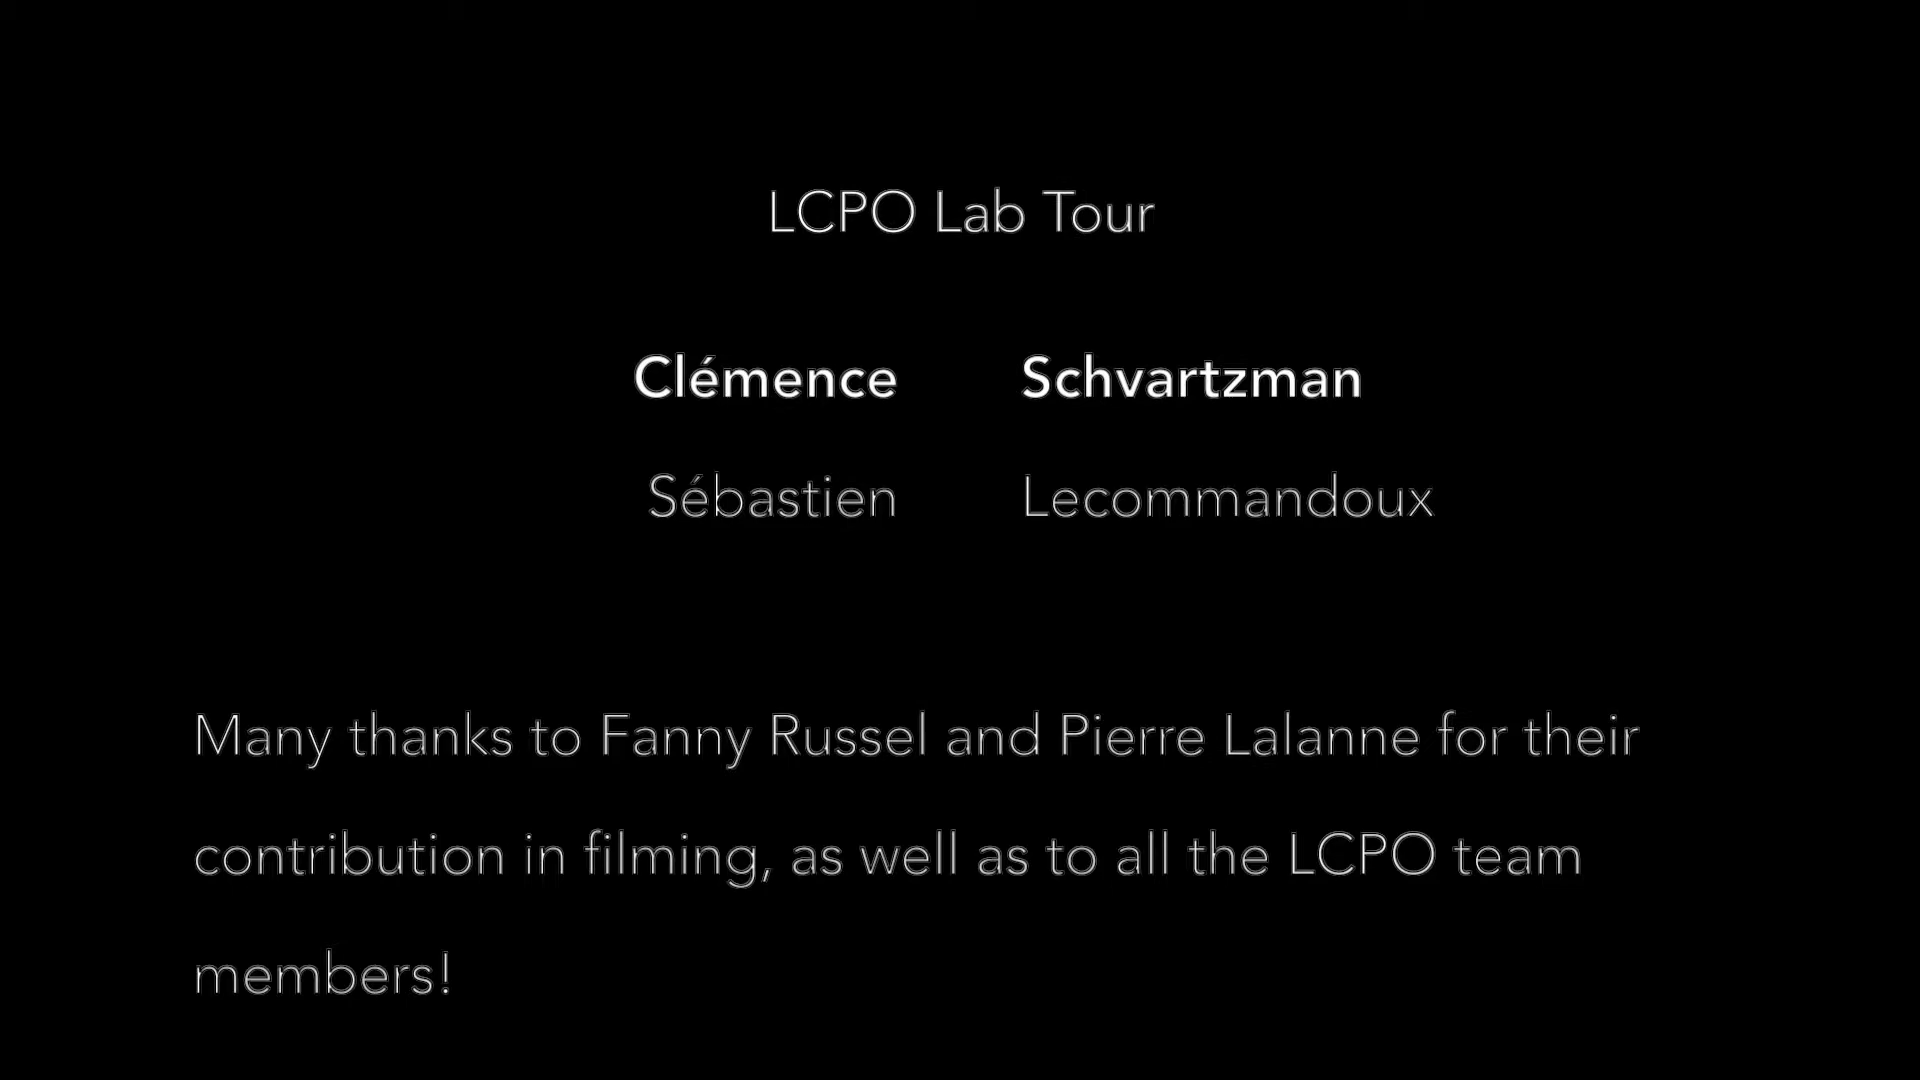 LCPO Lab Tour
Clémence Schvartzman
Sébastien Lecommandoux
Many thanks to Fanny Russel and Pierre Lalanne for their
contribution in filming, as well as to all the LCPO team
members!